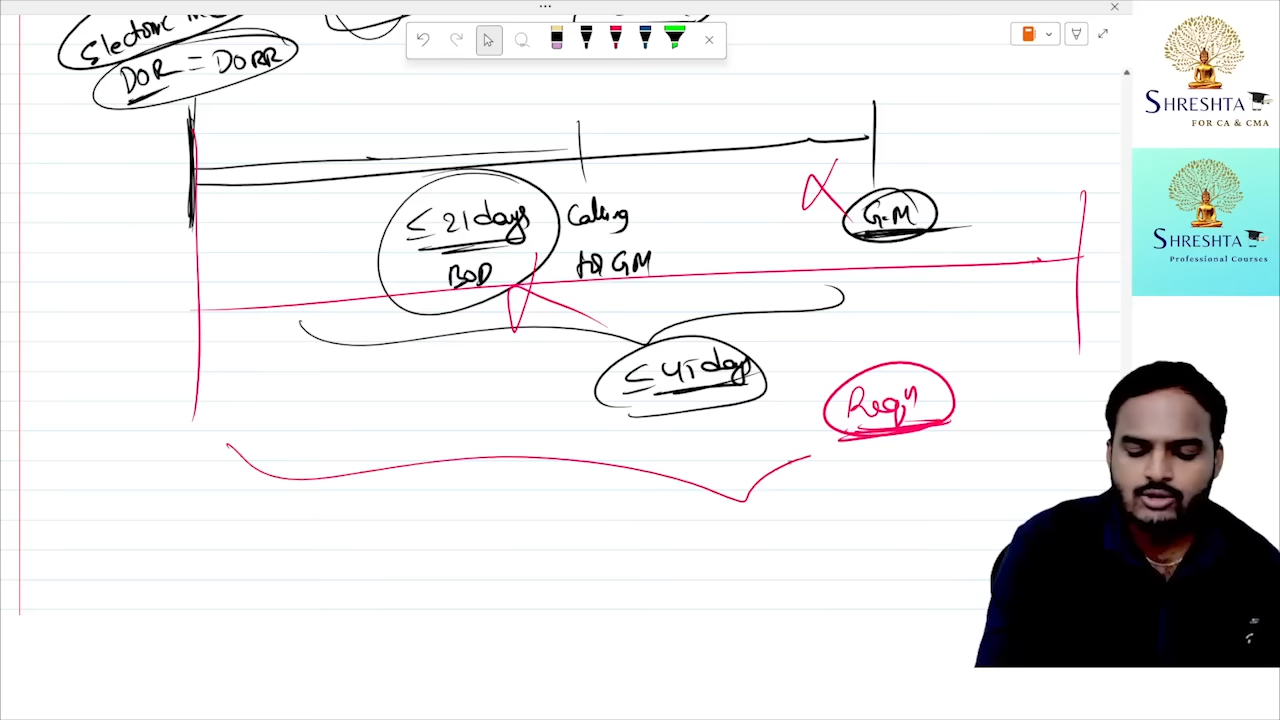 Electronic
DOR = DORR
≤ 21 days
BOD
Calling
for GM
G.M
≤ 45 days
Reqn
SHRESHTA
FOR CA & CMA
SHRESHTA
Professional Courses